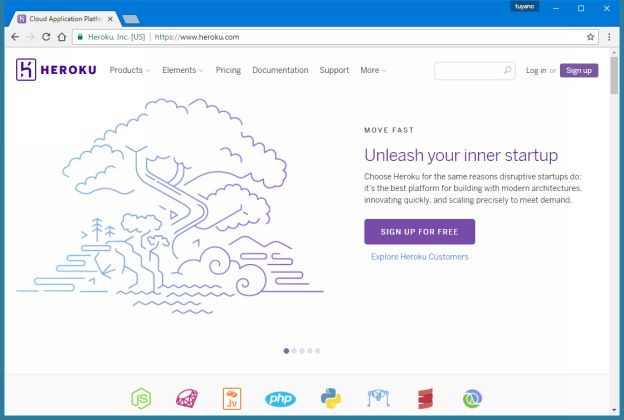 tuyano
Cloud Application Platfo
Heroku, Inc. [US] https://www.heroku.com
HEROKU Products Elements Pricing Documentation Support More Log in or Sign up
MOVE FAST
Unleash your inner startup
Choose Heroku for the same reasons disruptive startups do:
it's the best platform for building with modern architectures,
innovating quickly, and scaling precisely to meet demand.
SIGN UP FOR FREE
Explore Heroku Customers
JS Jv php